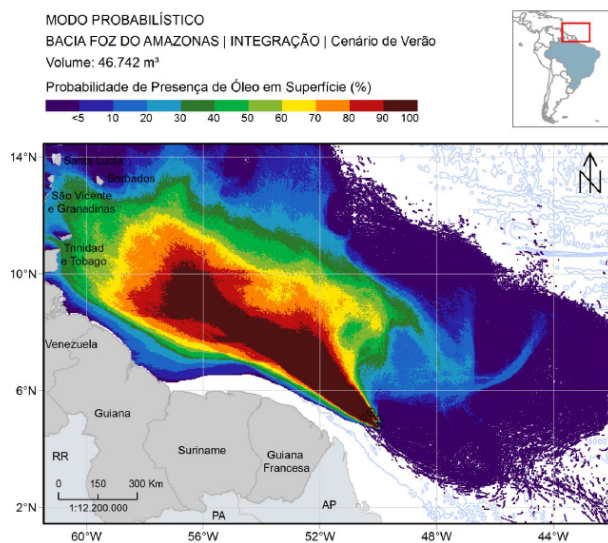 MODO PROBABILÍSTICO
BACIA FOZ DO AMAZONAS | INTEGRAÇÃO | Cenário de Verão
Volume: 46.742 m³
Probabilidade de Presença de Óleo em Superfície (%)
<5 10 20 30 40 50 60 70 80 90 100
14°N
Santa Lucia
Barbados
São Vicente
e Granadinas
N
Trinidad
e Tobago
10°N
Venezuela
6°N
Guiana
Suriname
Guiana
Francesa
RR
0 150 300 Km
1:12.200.000
PA
AP
2°N
60°W 56°W 52°W 48°W 44°W